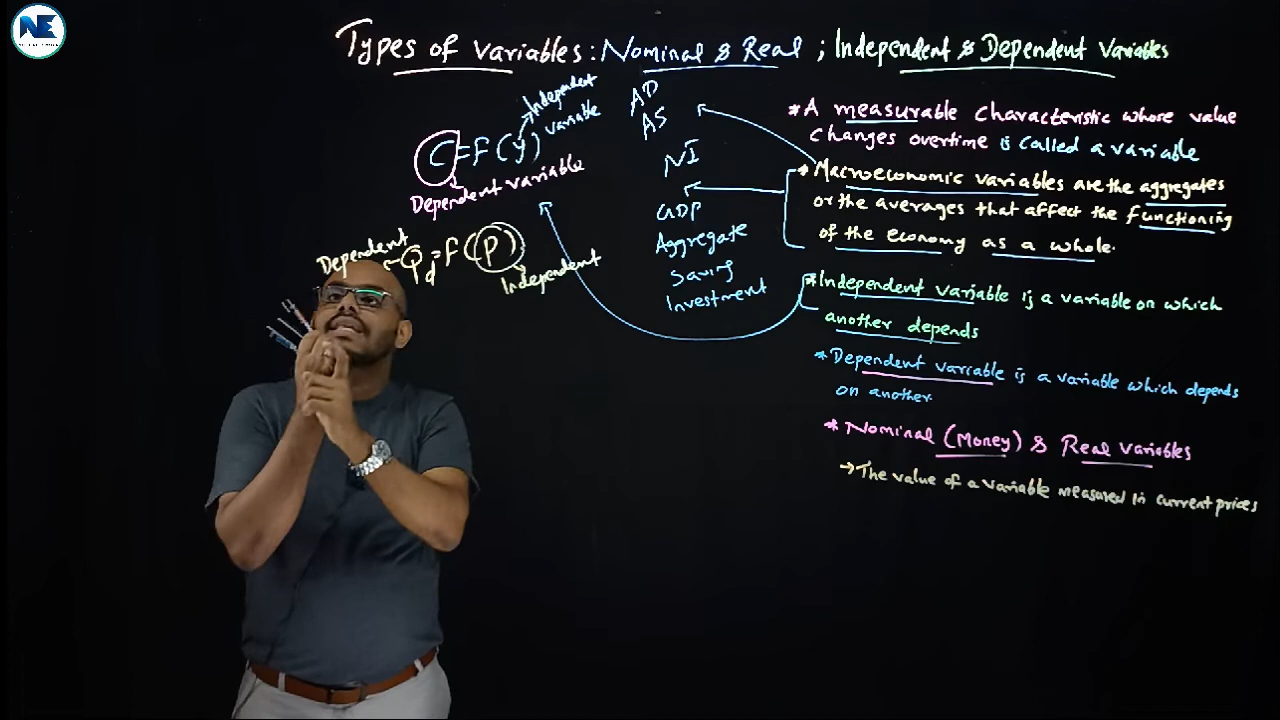 NE
Types of variables: Nominal & Real ; Independent & Dependent Variables
Independent
variable
C = F (y)
Dependent variable
Dependent
Qd = F (P)
Independent
AD
AS
NI
GDP
Aggregate
Saving
Investment
* A measurable characteristic whose value
changes overtime is called a variable
* Macroeconomic variables are the aggregates
or the averages that affect the functioning
of the economy as a whole.
* Independent variable is a variable on which
another depends
* Dependent variable is a variable which depends
on another.
* Nominal (Money) & Real variables
→ The value of a variable measured in current prices